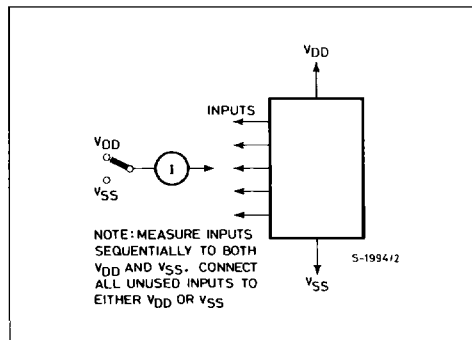 VDD
INPUTS
VDD
I
VSS
NOTE: MEASURE INPUTS
SEQUENTIALLY TO BOTH
VDD AND VSS. CONNECT
ALL UNUSED INPUTS TO
EITHER VDD OR VSS
S-1994/2
VSS